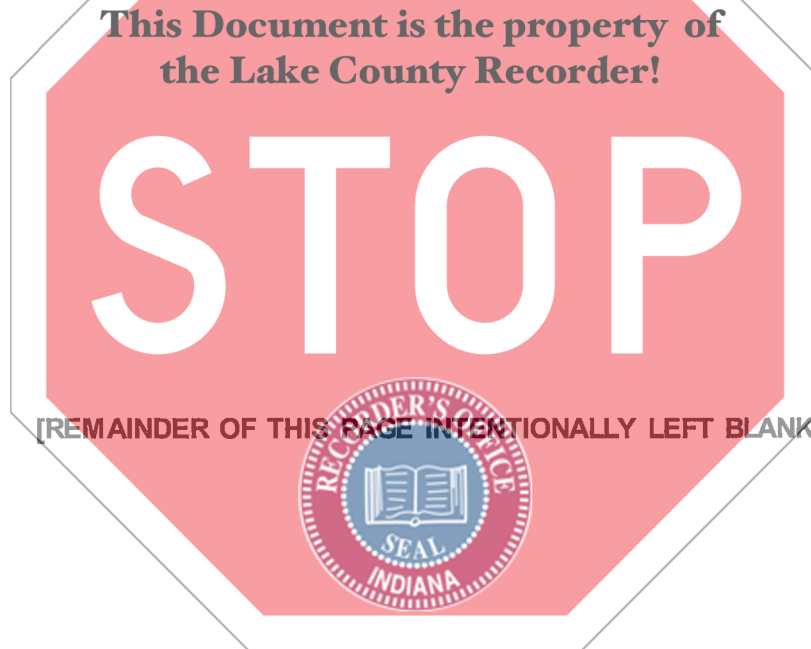 This Document is the property of
the Lake County Recorder!
STOP
[REMAINDER OF THIS PAGE INTENTIONALLY LEFT BLANK
RECORDER'S OFFICE
SEAL
INDIANA